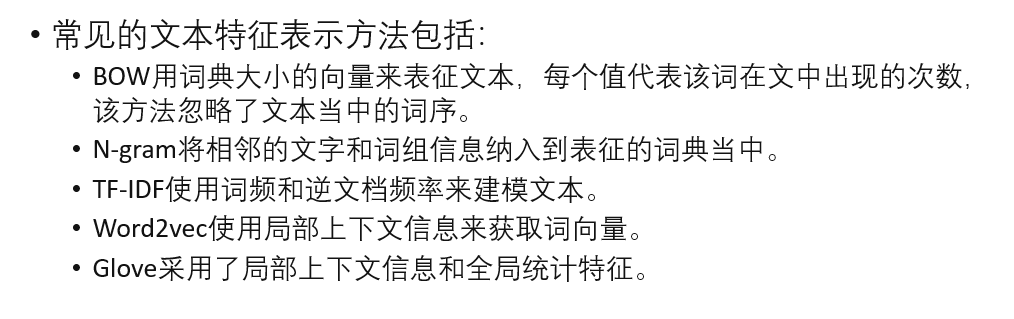 • 常见的文本特征表示方法包括:
• BOW用词典大小的向量来表征文本，每个值代表该词在文中出现的次数，
该方法忽略了文本当中的词序。
• N-gram将相邻的文字和词组信息纳入到表征的词典当中。
• TF-IDF使用词频和逆文档频率来建模文本。
• Word2vec使用局部上下文信息来获取词向量。
• Glove采用了局部上下文信息和全局统计特征。